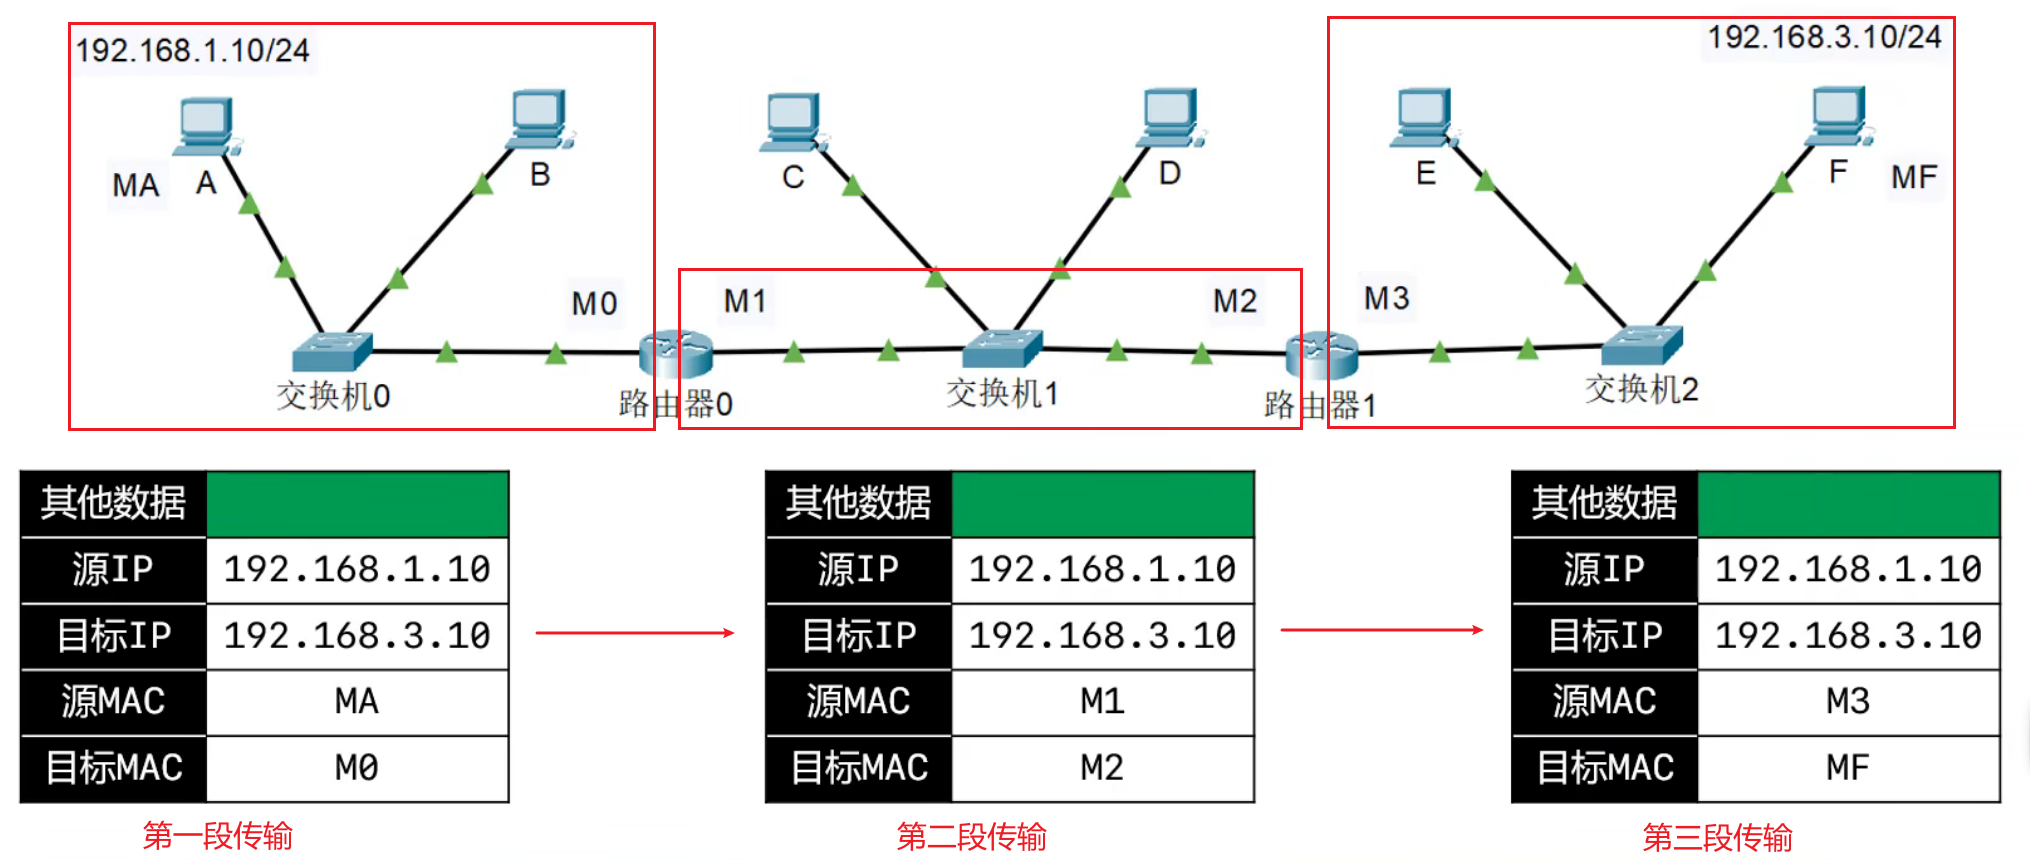 192.168.1.10/24
192.168.3.10/24
MA
A
B
C
D
E
F
MF
M0
M1
M2
M3
交换机0
路由器0
交换机1
路由器1
交换机2
其他数据
源IP 192.168.1.10
目标IP 192.168.3.10
源MAC MA
目标MAC M0
第一段传输
其他数据
源IP 192.168.1.10
目标IP 192.168.3.10
源MAC M1
目标MAC M2
第二段传输
其他数据
源IP 192.168.1.10
目标IP 192.168.3.10
源MAC M3
目标MAC MF
第三段传输